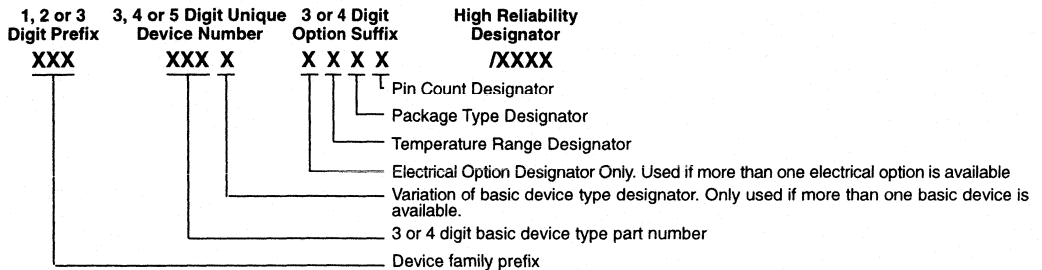 1, 2 or 3 3, 4 or 5 Digit Unique 3 or 4 Digit High Reliability
Digit Prefix Device Number Option Suffix Designator
XXX XXX X X X X X /XXXX
Pin Count Designator
Package Type Designator
Temperature Range Designator
Electrical Option Designator Only. Used if more than one electrical option is available
Variation of basic device type designator. Only used if more than one basic device is
available.
3 or 4 digit basic device type part number
Device family prefix